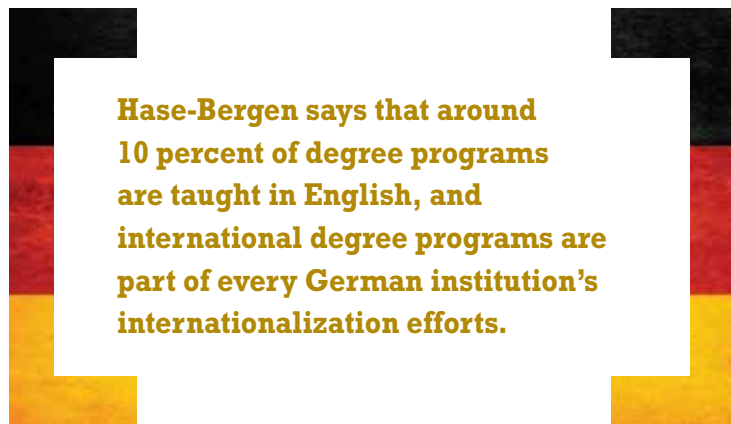 Hase-Bergen says that around
10 percent of degree programs
are taught in English, and
international degree programs are
part of every German institution’s
internationalization efforts.